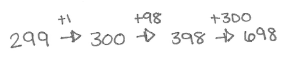 +1 +98 +300
299 → 300 → 398 → 698